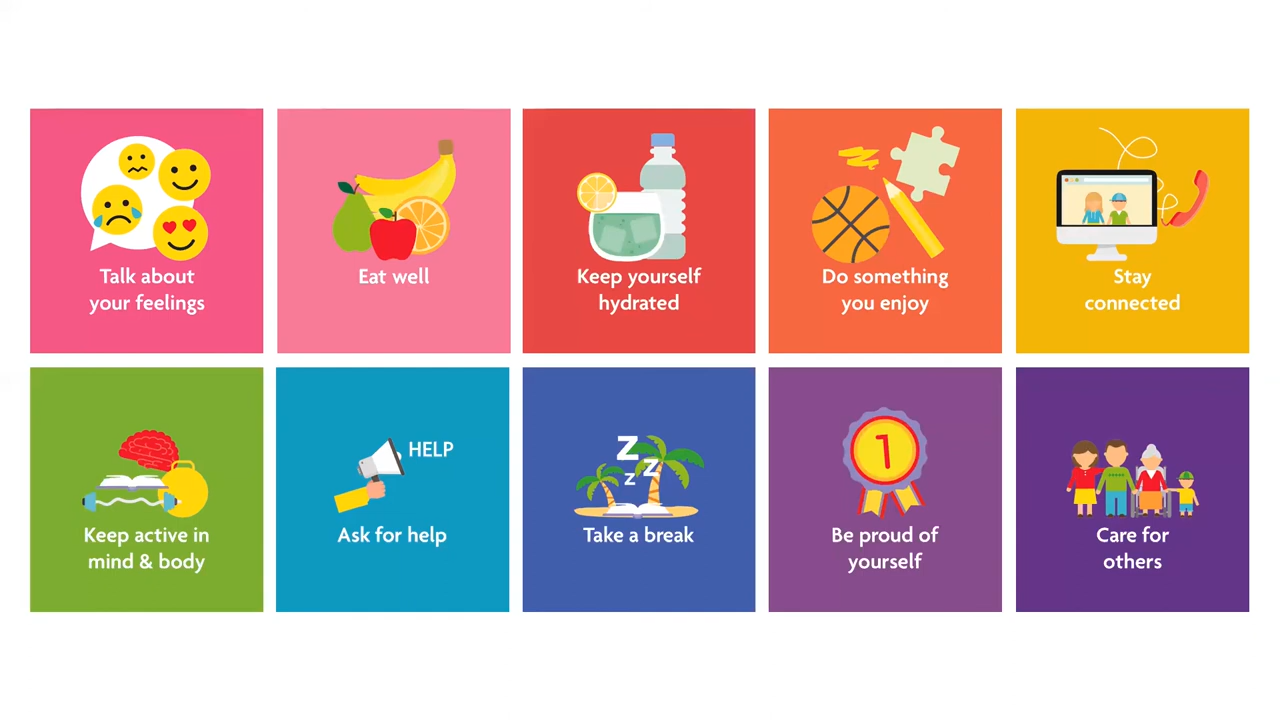 Talk about
your feelings
Eat well
Keep yourself
hydrated
Do something
you enjoy
Stay
connected
Keep active in
mind & body
HELP
Ask for help
Z
Z
Z
Take a break
1
Be proud of
yourself
Care for
others